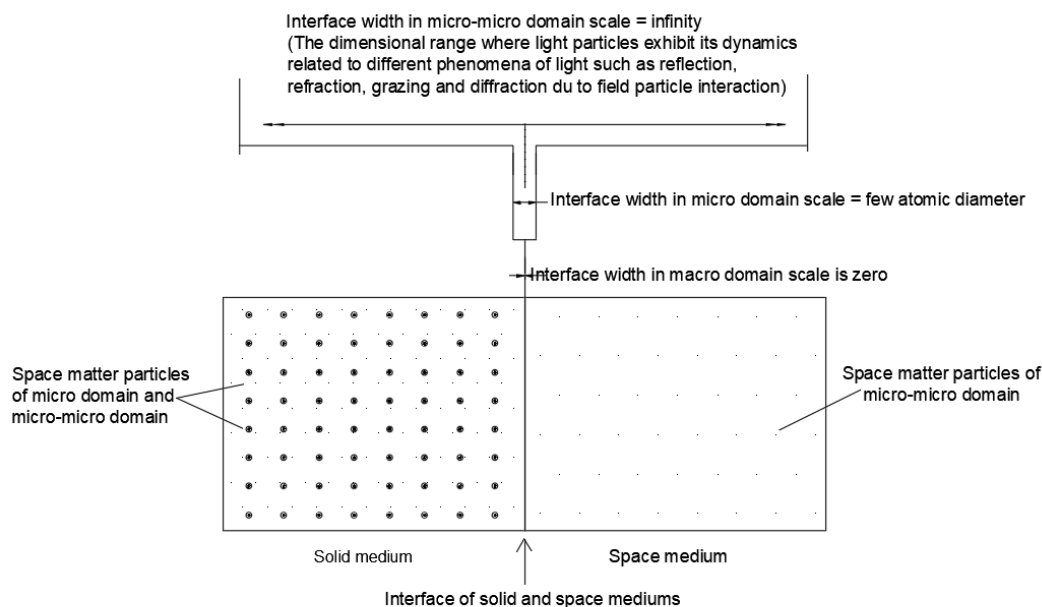 Interface width in micro-micro domain scale = infinity
(The dimensional range where light particles exhibit its dynamics
related to different phenomena of light such as reflection,
refraction, grazing and diffraction du to field particle interaction)
Interface width in micro domain scale = few atomic diameter
Interface width in macro domain scale is zero
Space matter particles
of micro domain and
micro-micro domain
Space matter particles of
micro-micro domain
Solid medium
Space medium
Interface of solid and space mediums